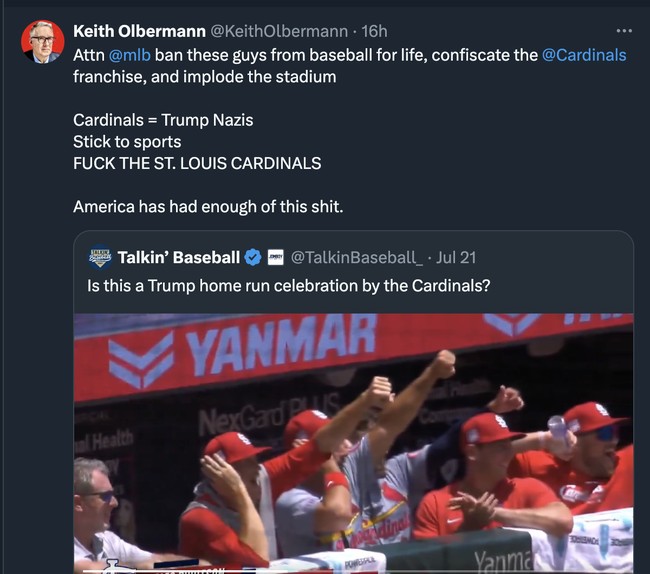 Keith Olbermann @KeithOlbermann · 16h
Attn @mlb ban these guys from baseball for life, confiscate the @Cardinals
franchise, and implode the stadium
Cardinals = Trump Nazis
Stick to sports
FUCK THE ST. LOUIS CARDINALS
America has had enough of this shit.
Talkin’ Baseball @TalkinBaseball_ · Jul 21
Is this a Trump home run celebration by the Cardinals?
YANMAR
NexGard PLUS
Health
al Health
Cardinals
Yanma